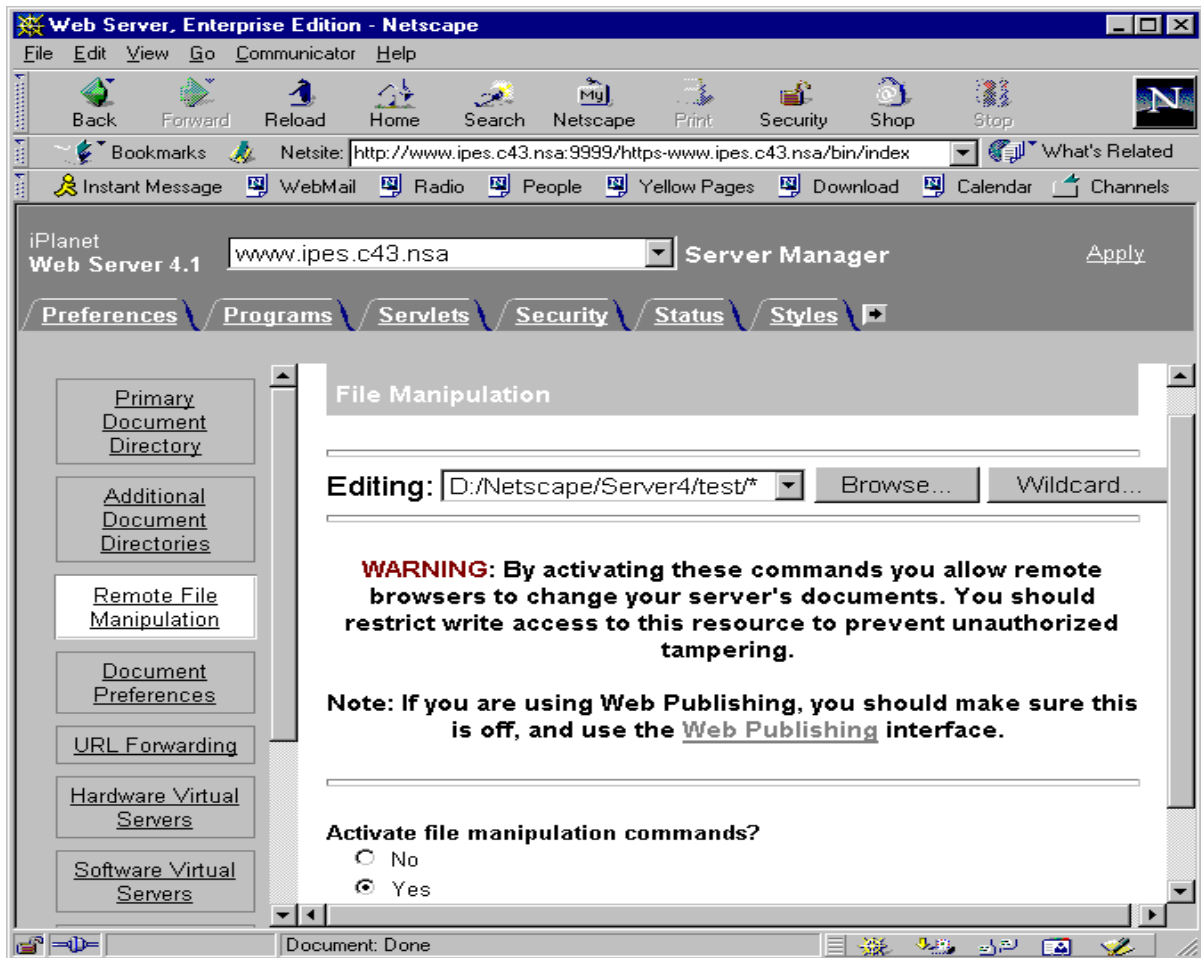 Web Server, Enterprise Edition - Netscape
File Edit View Go Communicator Help
Back Forward Reload Home Search Netscape Print Security Shop Stop
My
N
Bookmarks Netsite: http://www.ipes.c43.nsa:9999/https-www.ipes.c43.nsa/bin/index What's Related
Instant Message WebMail Radio People Yellow Pages Download Calendar Channels
iPlanet
Web Server 4.1 www.ipes.c43.nsa Server Manager Apply
Preferences Programs Servlets Security Status Styles
Primary
Document
Directory
Additional
Document
Directories
Remote File
Manipulation
Document
Preferences
URL Forwarding
Hardware Virtual
Servers
Software Virtual
Servers
File Manipulation
Editing: D:/Netscape/Server4/test/* Browse... Wildcard...
WARNING: By activating these commands you allow remote
browsers to change your server's documents. You should
restrict write access to this resource to prevent unauthorized
tampering.
Note: If you are using Web Publishing, you should make sure this
is off, and use the Web Publishing interface.
Activate file manipulation commands?
No
Yes
Document: Done